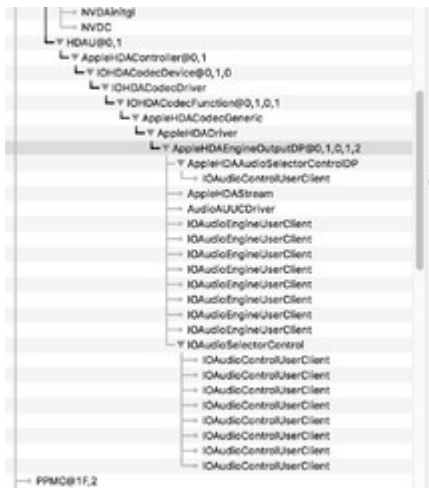 NVDAinitgl
NVDC
HDAU@0,1
AppleHDAController@0,1
IOHDACodecDevice@0,1,0
IOHDACodecDriver
IOHDACodecFunction@0,1,0,1
AppleHDACodecGeneric
AppleHDADriver
AppleHDAEngineOutputDP@0,1,0,1,2
AppleHDAAudioSelectorControlDP
IOAudioControlUserClient
AppleHDAStream
AudioAUUCDriver
IOAudioEngineUserClient
IOAudioEngineUserClient
IOAudioEngineUserClient
IOAudioEngineUserClient
IOAudioEngineUserClient
IOAudioEngineUserClient
IOAudioEngineUserClient
IOAudioEngineUserClient
IOAudioSelectorControl
IOAudioControlUserClient
IOAudioControlUserClient
IOAudioControlUserClient
IOAudioControlUserClient
IOAudioControlUserClient
IOAudioControlUserClient
IOAudioControlUserClient
IOAudioControlUserClient
PPMC@1F,2